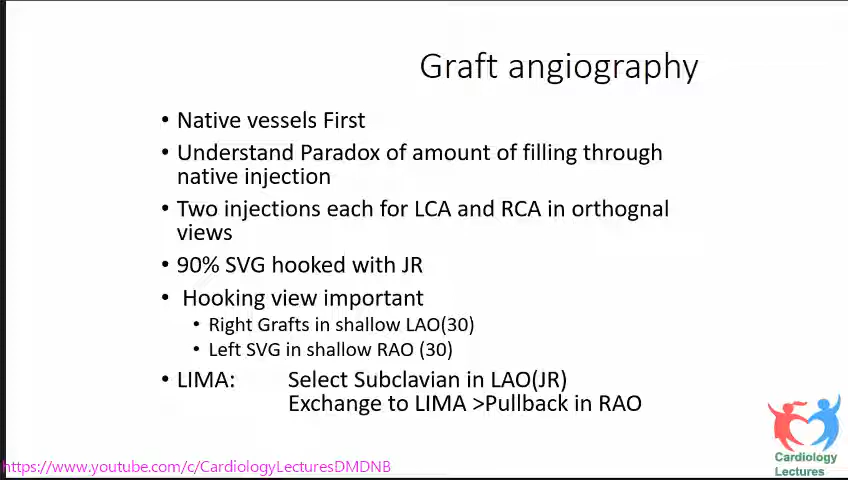 Graft angiography
• Native vessels First
• Understand Paradox of amount of filling through
native injection
• Two injections each for LCA and RCA in orthognal
views
• 90% SVG hooked with JR
• Hooking view important
• Right Grafts in shallow LAO(30)
• Left SVG in shallow RAO (30)
• LIMA: Select Subclavian in LAO(JR)
Exchange to LIMA >Pullback in RAO
Cardiology
Lectures
https://www.youtube.com/c/CardiologyLecturesDMDNB